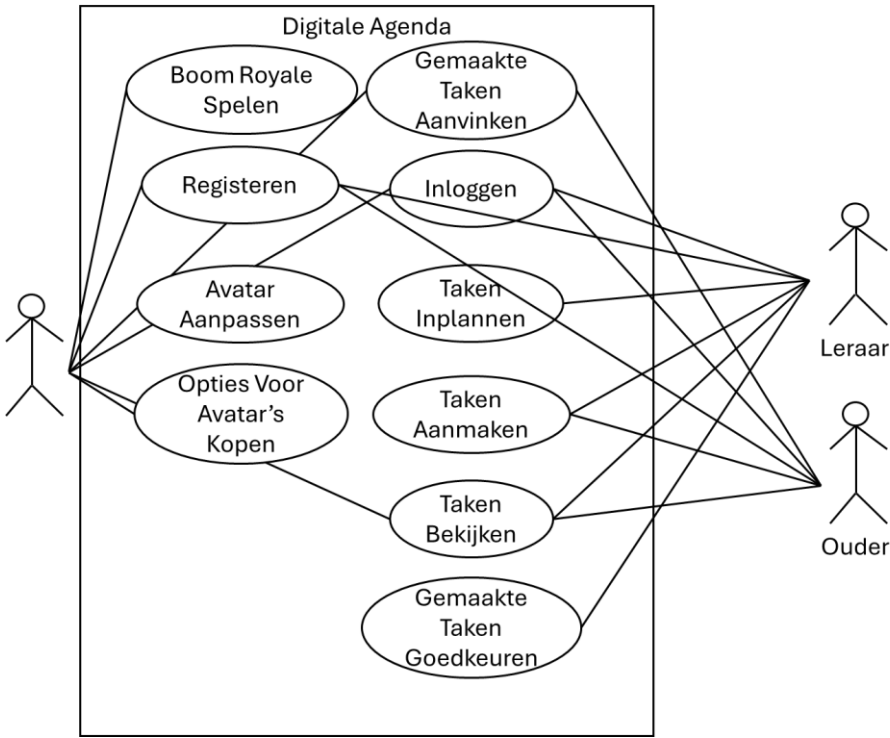 Digitale Agenda
Boom Royale
Spelen
Gemaakte
Taken
Aanvinken
Registeren
Inloggen
Avatar
Aanpassen
Taken
Inplannen
Opties Voor
Avatar's
Kopen
Taken
Aanmaken
Taken
Bekijken
Gemaakte
Taken
Goedkeuren
Leraar
Ouder